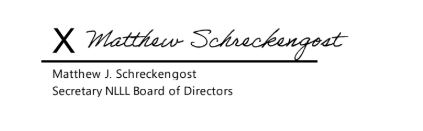 X Matthew Schreckengost
Matthew J. Schreckengost
Secretary NLLL Board of Directors